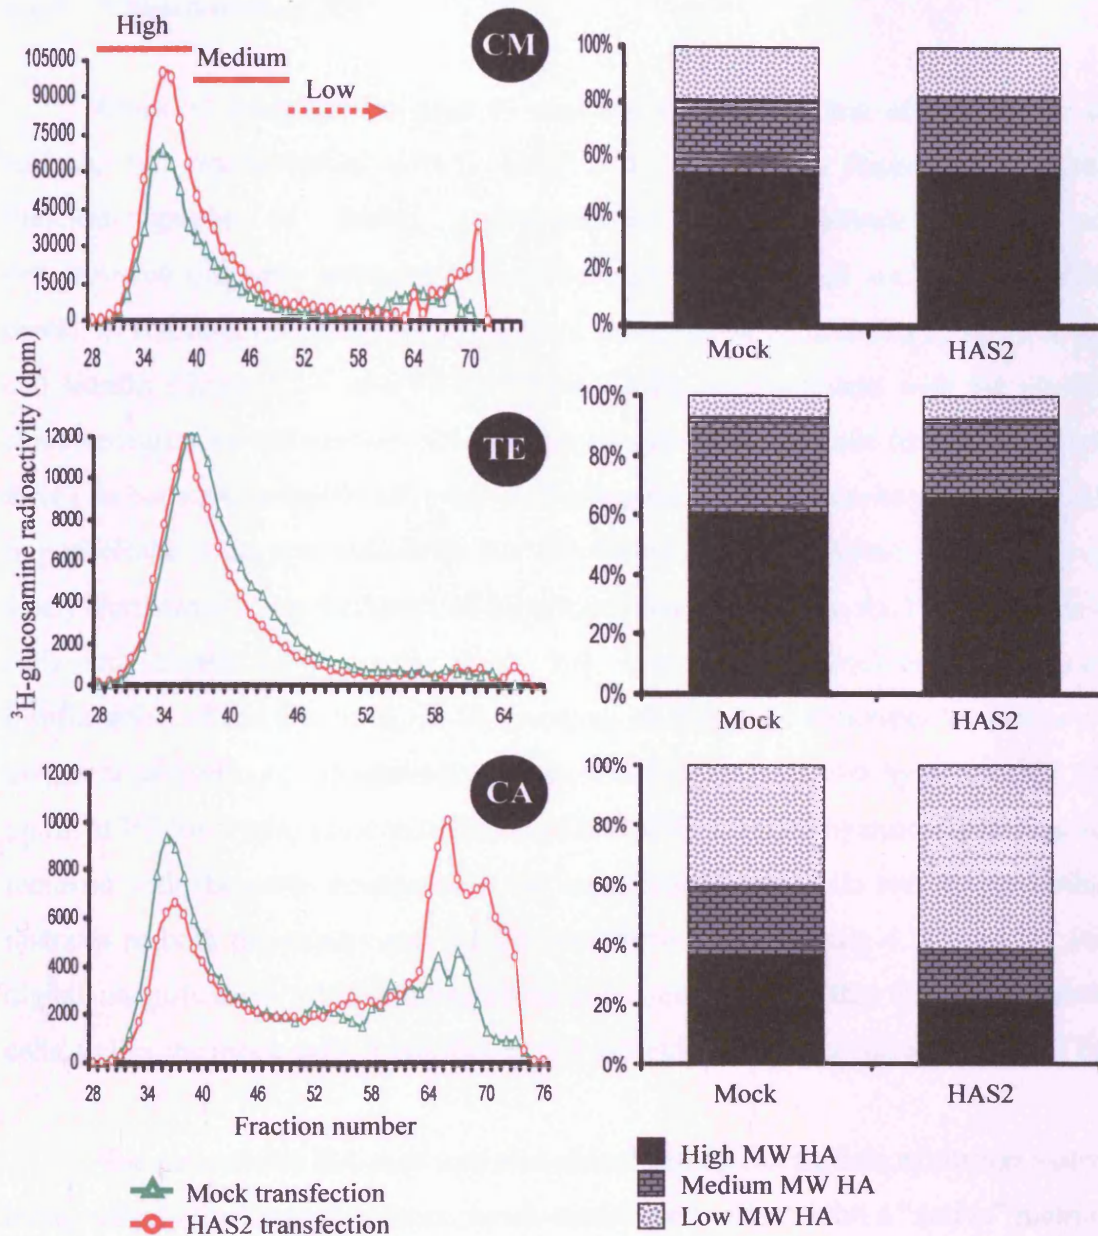 High
Medium
Low
CM
105000
90000
75000
60000
45000
30000
15000
0
28 34 40 46 52 58 64 70
100%
80%
60%
40%
20%
0%
Mock HAS2
H-glucosamine radioactivity (dpm)
TE
12000
10000
8000
6000
4000
2000
0
28 34 40 46 52 58 64
100%
80%
60%
40%
20%
0%
Mock HAS2
CA
12000
10000
8000
6000
4000
2000
0
28 34 40 46 52 58 64 70 76
Fraction number
100%
80%
60%
40%
20%
0%
Mock HAS2
Mock transfection
HAS2 transfection
High MW HA
Medium MW HA
Low MW HA